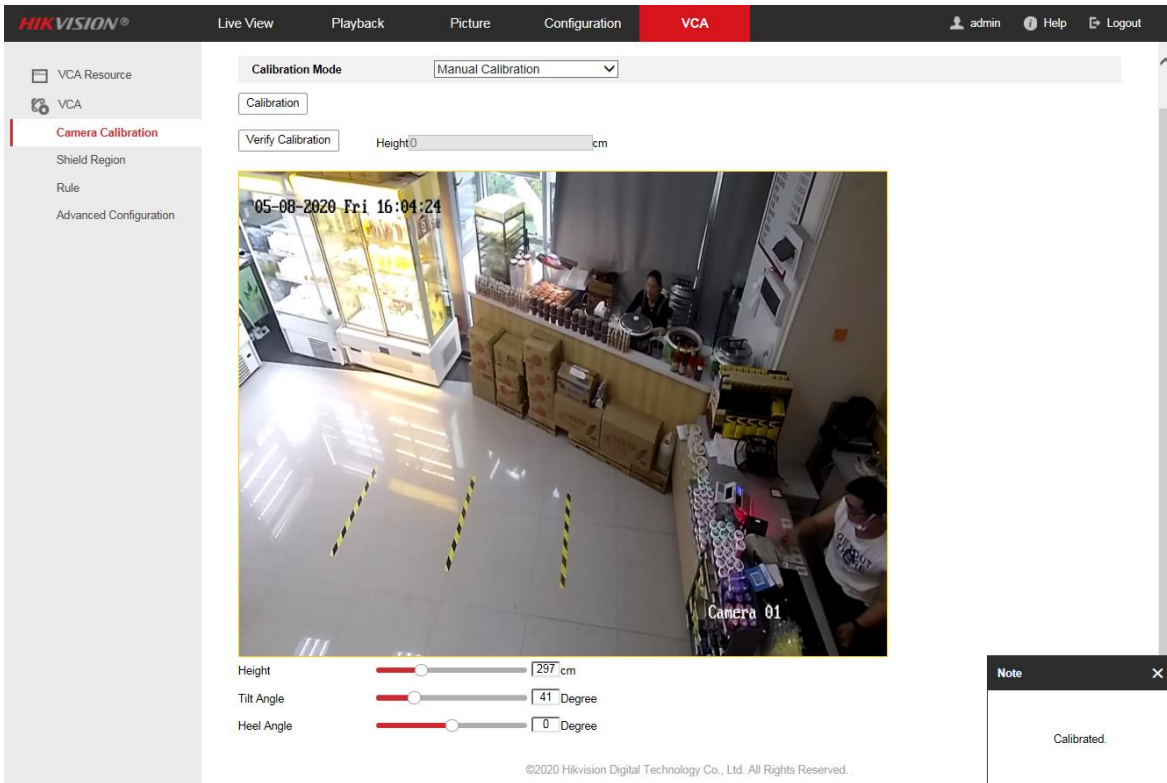 HIKVISION®
Live View Playback Picture Configuration VCA admin Help Logout
VCA Resource
VCA
Camera Calibration
Shield Region
Rule
Advanced Configuration
Calibration Mode Manual Calibration
Calibration
Verify Calibration Height 0 cm
05-08-2020 Fri 16:04:24
Camera 01
Height 297 cm
Tilt Angle 41 Degree
Heel Angle 0 Degree
Note
Calibrated.
©2020 Hikvision Digital Technology Co., Ltd. All Rights Reserved.